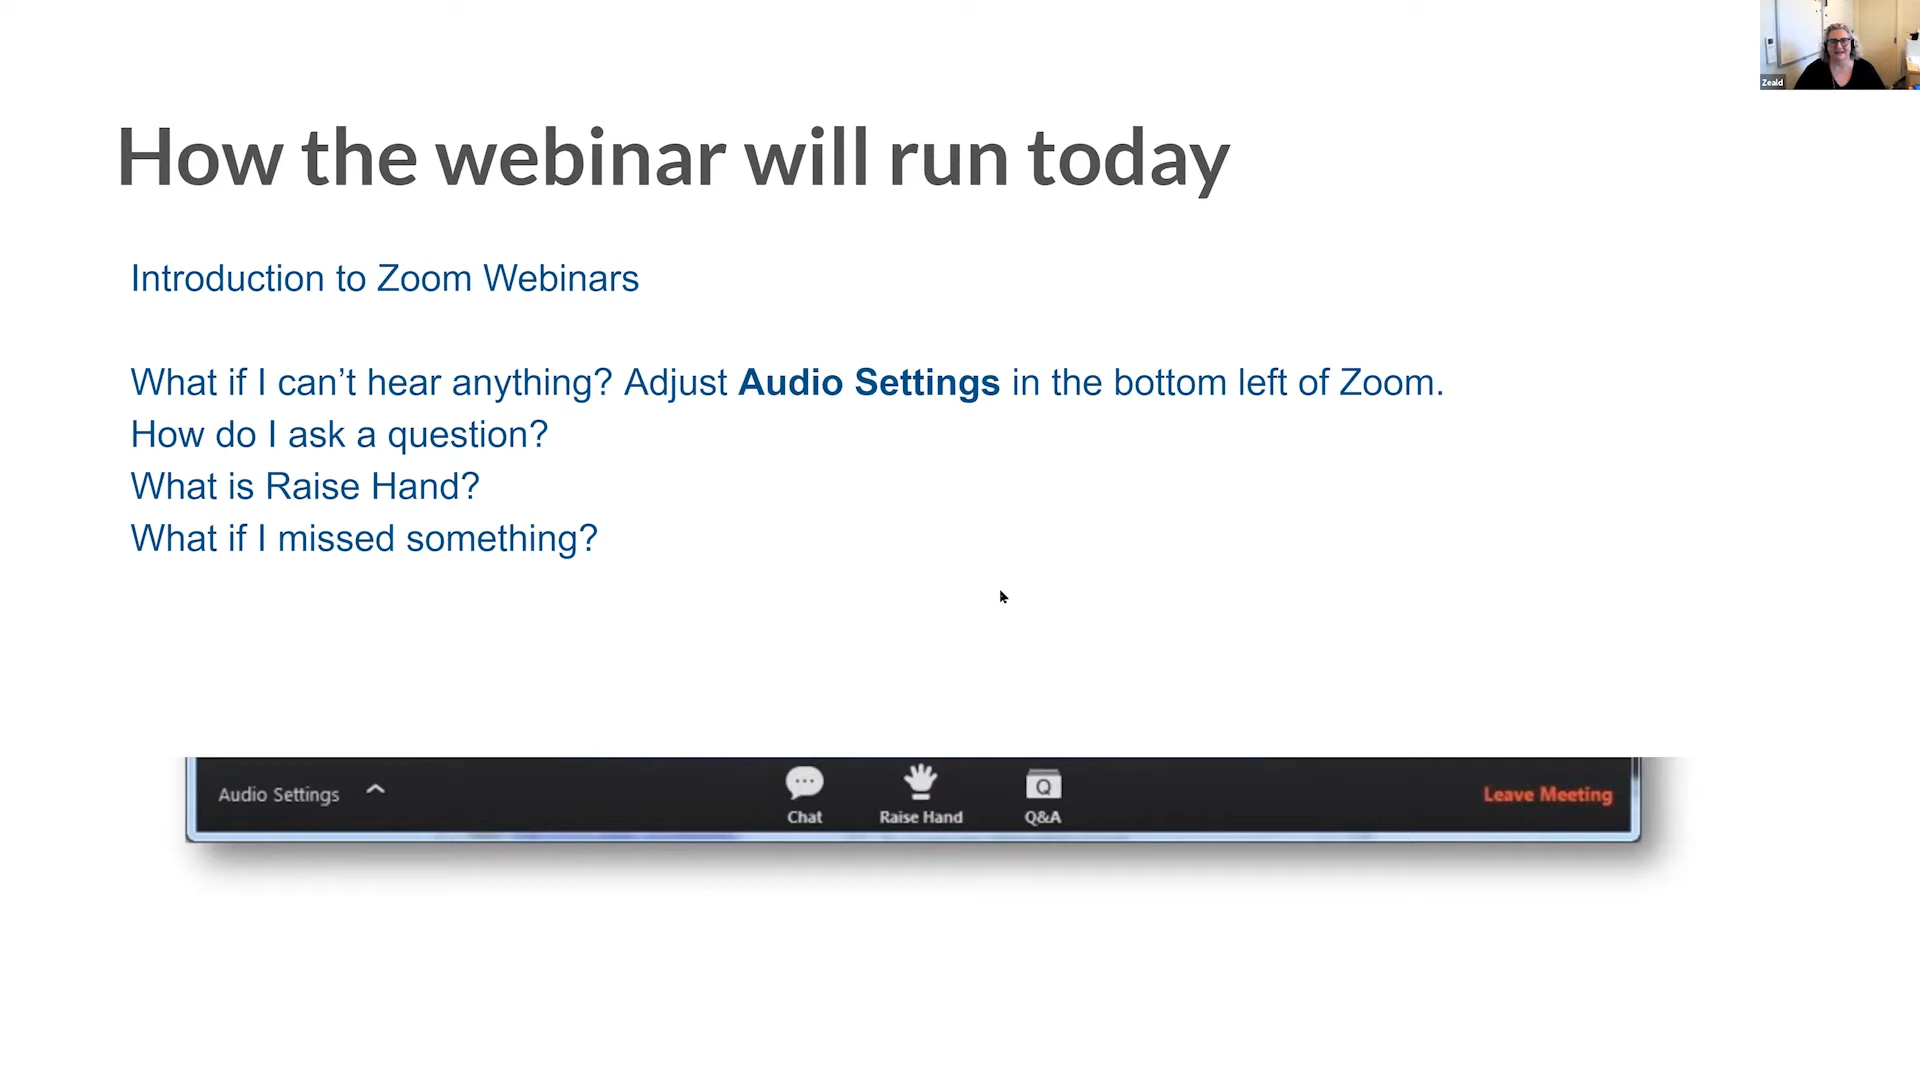 Zeald
How the webinar will run today
Introduction to Zoom Webinars
What if I can’t hear anything? Adjust Audio Settings in the bottom left of Zoom.
How do I ask a question?
What is Raise Hand?
What if I missed something?
Audio Settings
Chat
Raise Hand
Q
Q&A
Leave Meeting